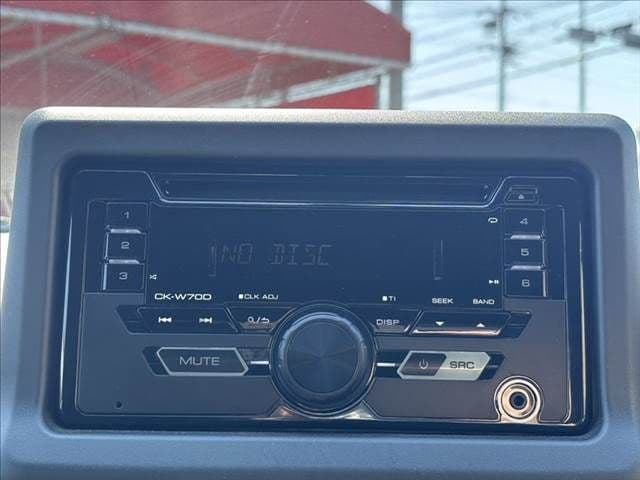 1
2
3
NO DISC
4
5
6
CK-W70D
CLK ADJ
TI
SEEK
BAND
DISP
MUTE
SRC